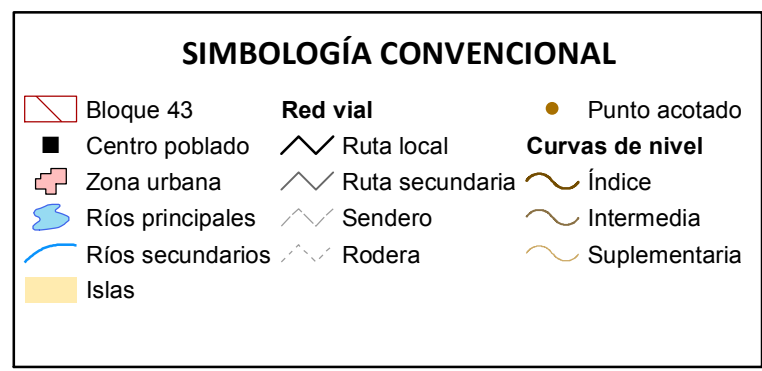 SIMBOLOGÍA CONVENCIONAL
Bloque 43
Centro poblado
Zona urbana
Ríos principales
Ríos secundarios
Islas
Red vial
Ruta local
Ruta secundaria
Sendero
Rodera
Punto acotado
Curvas de nivel
Índice
Intermedia
Suplementaria